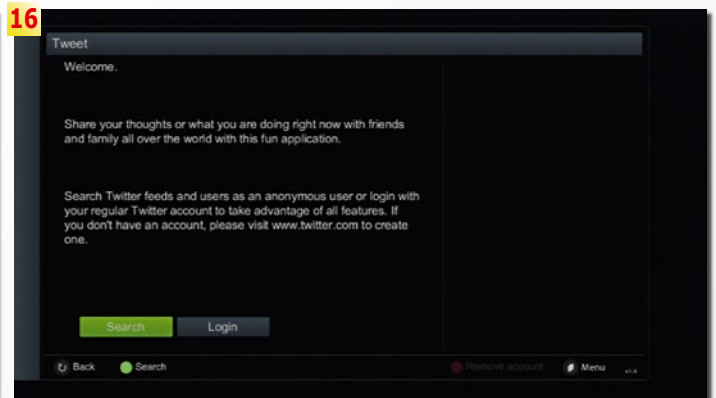 16
Tweet
Welcome.
Share your thoughts or what you are doing right now with friends
and family all over the world with this fun application.
Search Twitter feeds and users as an anonymous user or login with
your regular Twitter account to take advantage of all features. If
you don't have an account, please visit www.twitter.com to create
one.
Search Login
Back Search Remove account Menu v1.4